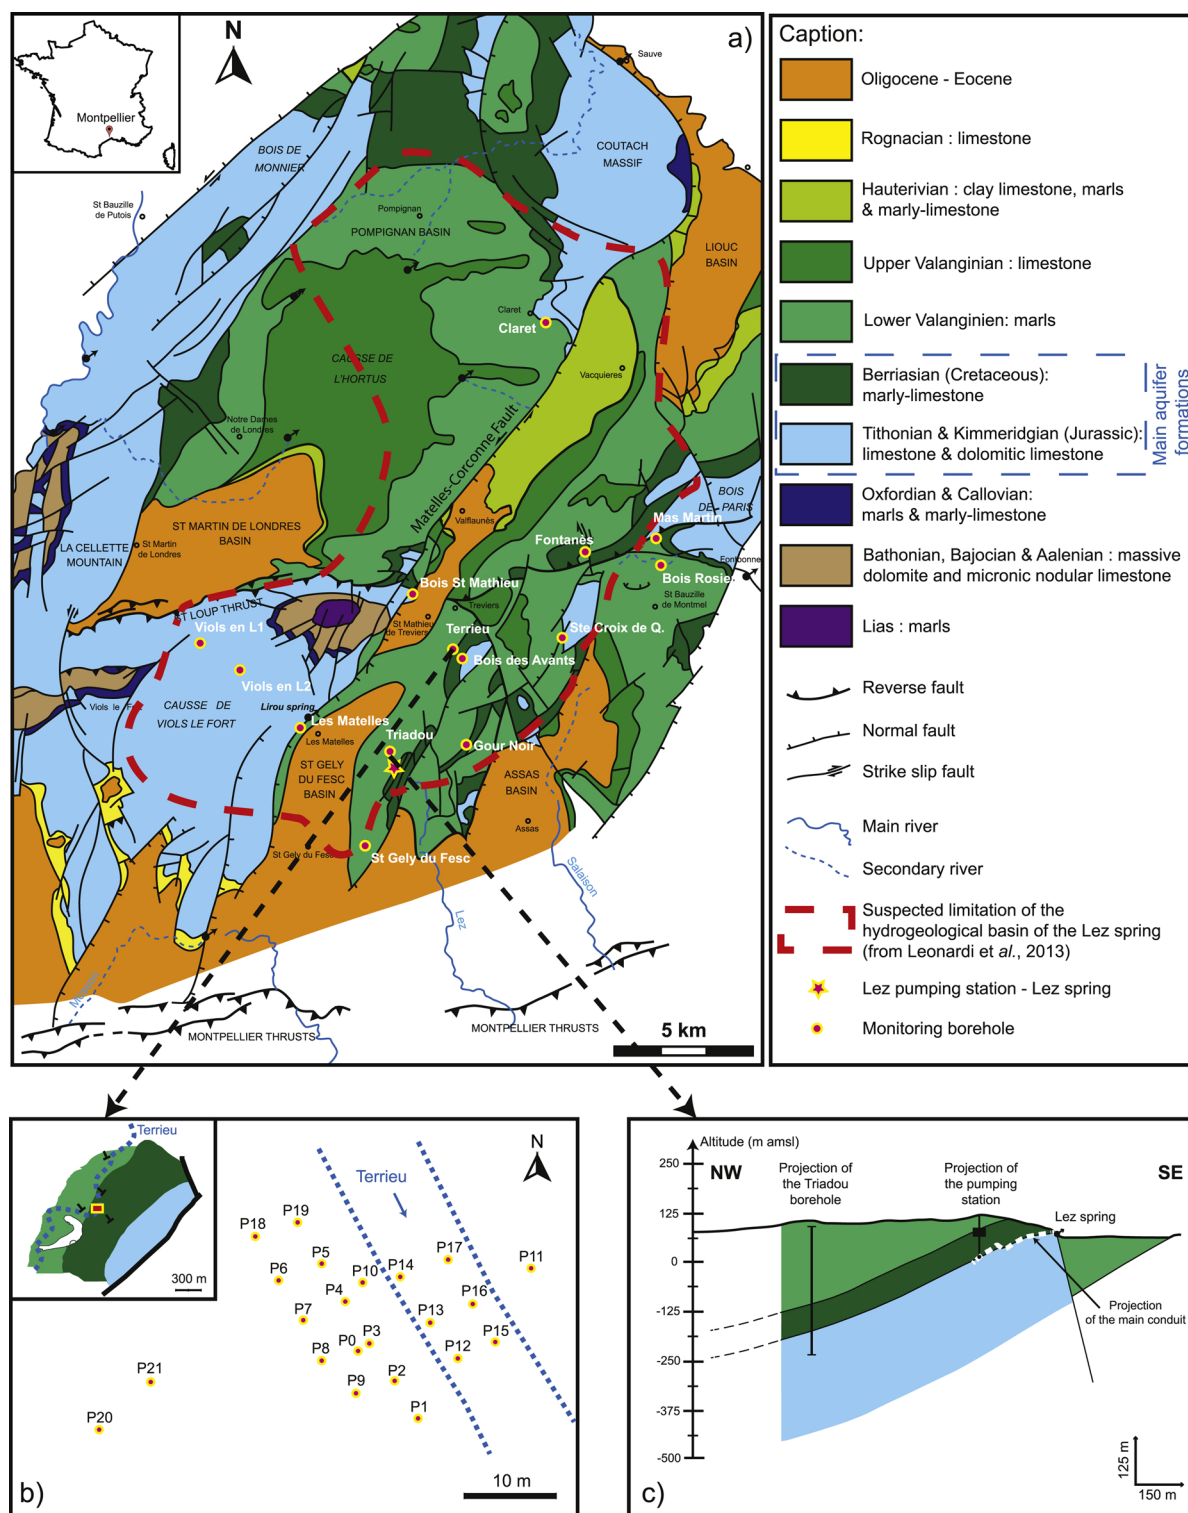 N
a)
Montpellier
Sauve
BOIS DE
MONNIER
COUTACH
MASSIF
St Bauzille
de Putois
Pompignan
POMPIGNAN BASIN
LIOUC
BASIN
Claret
Claret
CAUSSE DE
L'HORTUS
Vacquieres
Notre Dames
de Londres
Matelles-Corconne Fault
BOIS
DE PARIS
ST MARTIN DE LONDRES
BASIN
Valflaunès
Mas Martin
LA CELLETTE
MOUNTAIN
St Martin
de Londres
Fontanès
Bois St Mathieu
Bois Rosier
ST LOUP THRUST
Treviers
St Bauzille
de Montmel
Viols en L1
St Mathieu
de Treviers
Terrieu
Ste Croix de Q.
Bois des Avants
Viols en L2
Viols le F
CAUSSE DE
VIOLS LE FORT
Lirou spring
Les Matelles
Les Matelles
Triadou
Gour Noir
ST GELY
DU FESC
BASIN
ASSAS
BASIN
Assas
St Gely du Fesc
St Gely du Fesc
Lez
Salaison
MONTPELLIER THRUSTS
MONTPELLIER THRUSTS
5 km
Caption:
Oligocene - Eocene
Rognacian : limestone
Hauterivian : clay limestone, marls
& marly-limestone
Upper Valanginian : limestone
Lower Valanginien: marls
Berriasian (Cretaceous):
marly-limestone
Tithonian & Kimmeridgian (Jurassic):
limestone & dolomitic limestone
Main aquifer
formations
Oxfordian & Callovian:
marls & marly-limestone
Bathonian, Bajocian & Aalenian : massive
dolomite and micronic nodular limestone
Lias : marls
Reverse fault
Normal fault
Strike slip fault
Main river
Secondary river
Suspected limitation of the
hydrogeological basin of the Lez spring
(from Leonardi et al., 2013)
Lez pumping station - Lez spring
Monitoring borehole
Terrieu
300 m
N
Terrieu
P19
P18
P5
P6
P10
P14
P17
P11
P4
P16
P7
P13
P0
P3
P15
P8
P12
P2
P21
P9
P1
P20
10 m
b)
Altitude (m amsl)
NW
SE
250
125
0
-125
-250
-375
-500
Projection of
the Triadou
borehole
Projection of
the pumping
station
Lez spring
Projection
of the main conduit
125 m
150 m
c)